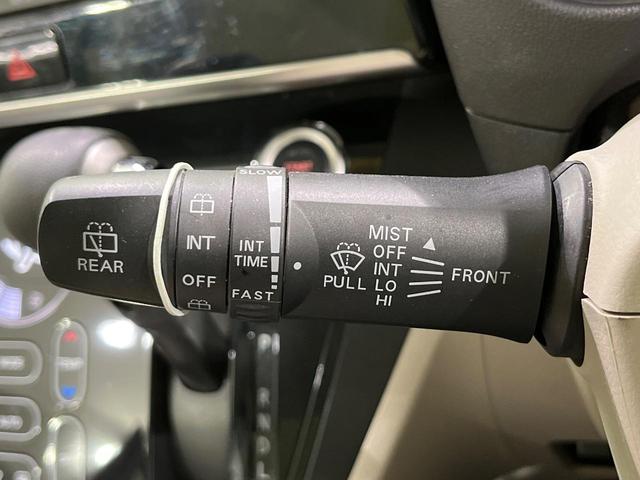 REAR
INT
OFF
SLOW
INT
TIME
FAST
PULL
MIST
OFF
INT
LO
HI
FRONT